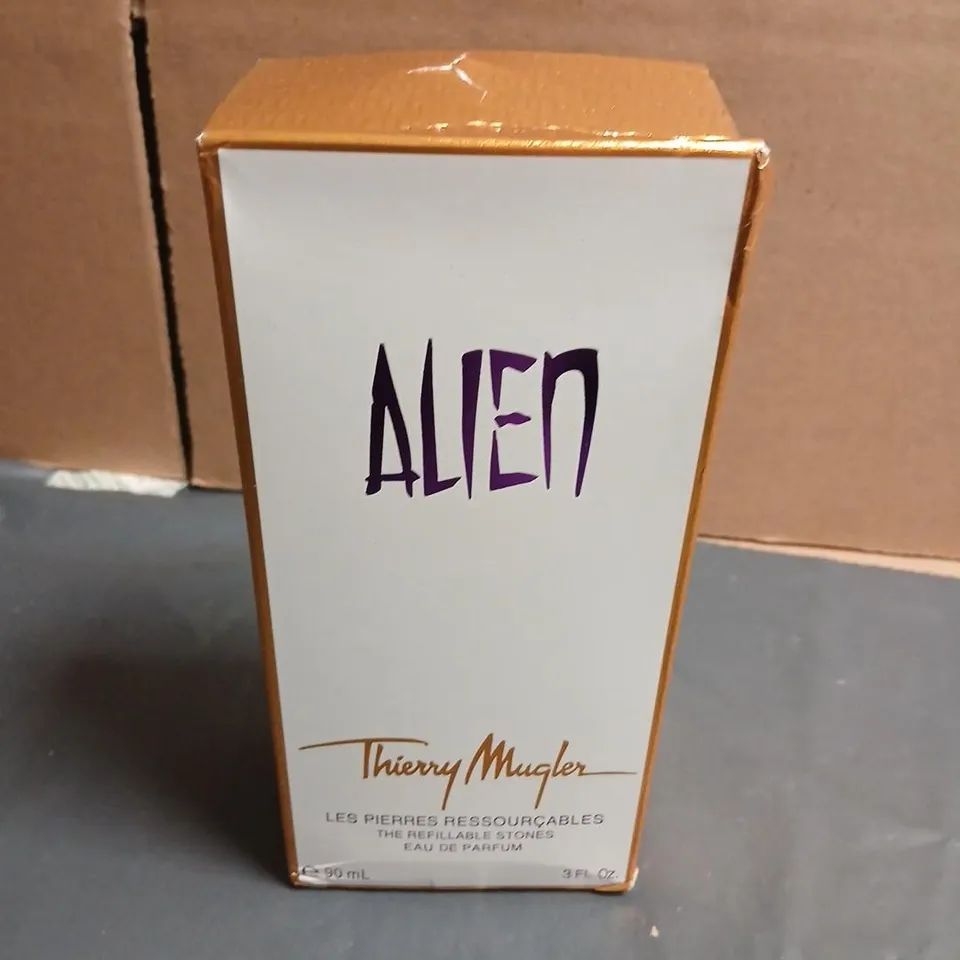 ALIEN
Thierry Mugler
LES PIERRES RESSOURÇABLES
THE REFILLABLE STONES
EAU DE PARFUM
℮ 90 mL 3 Fl. Oz.